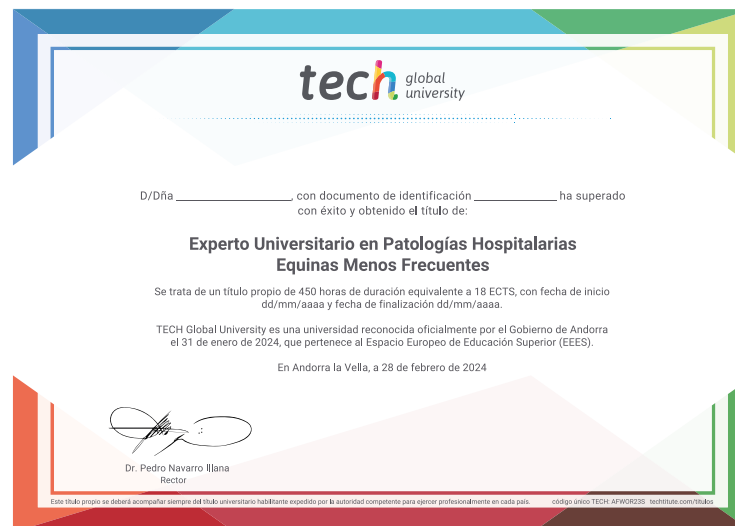 tech global university
D/Dña ____________________, con documento de identificación ______________ ha superado
con éxito y obtenido el título de:
Experto Universitario en Patologías Hospitalarias
Equinas Menos Frecuentes
Se trata de un título propio de 450 horas de duración equivalente a 18 ECTS, con fecha de inicio
dd/mm/aaaa y fecha de finalización dd/mm/aaaa.
TECH Global University es una universidad reconocida oficialmente por el Gobierno de Andorra
el 31 de enero de 2024, que pertenece al Espacio Europeo de Educación Superior (EEES).
En Andorra la Vella, a 28 de febrero de 2024
Dr. Pedro Navarro Illana
Rector
Este título propio se deberá acompañar siempre del título universitario habilitante expedido por la autoridad competente para ejercer profesionalmente en cada país. código único TECH: AFWOR23S techtitute.com/titulos